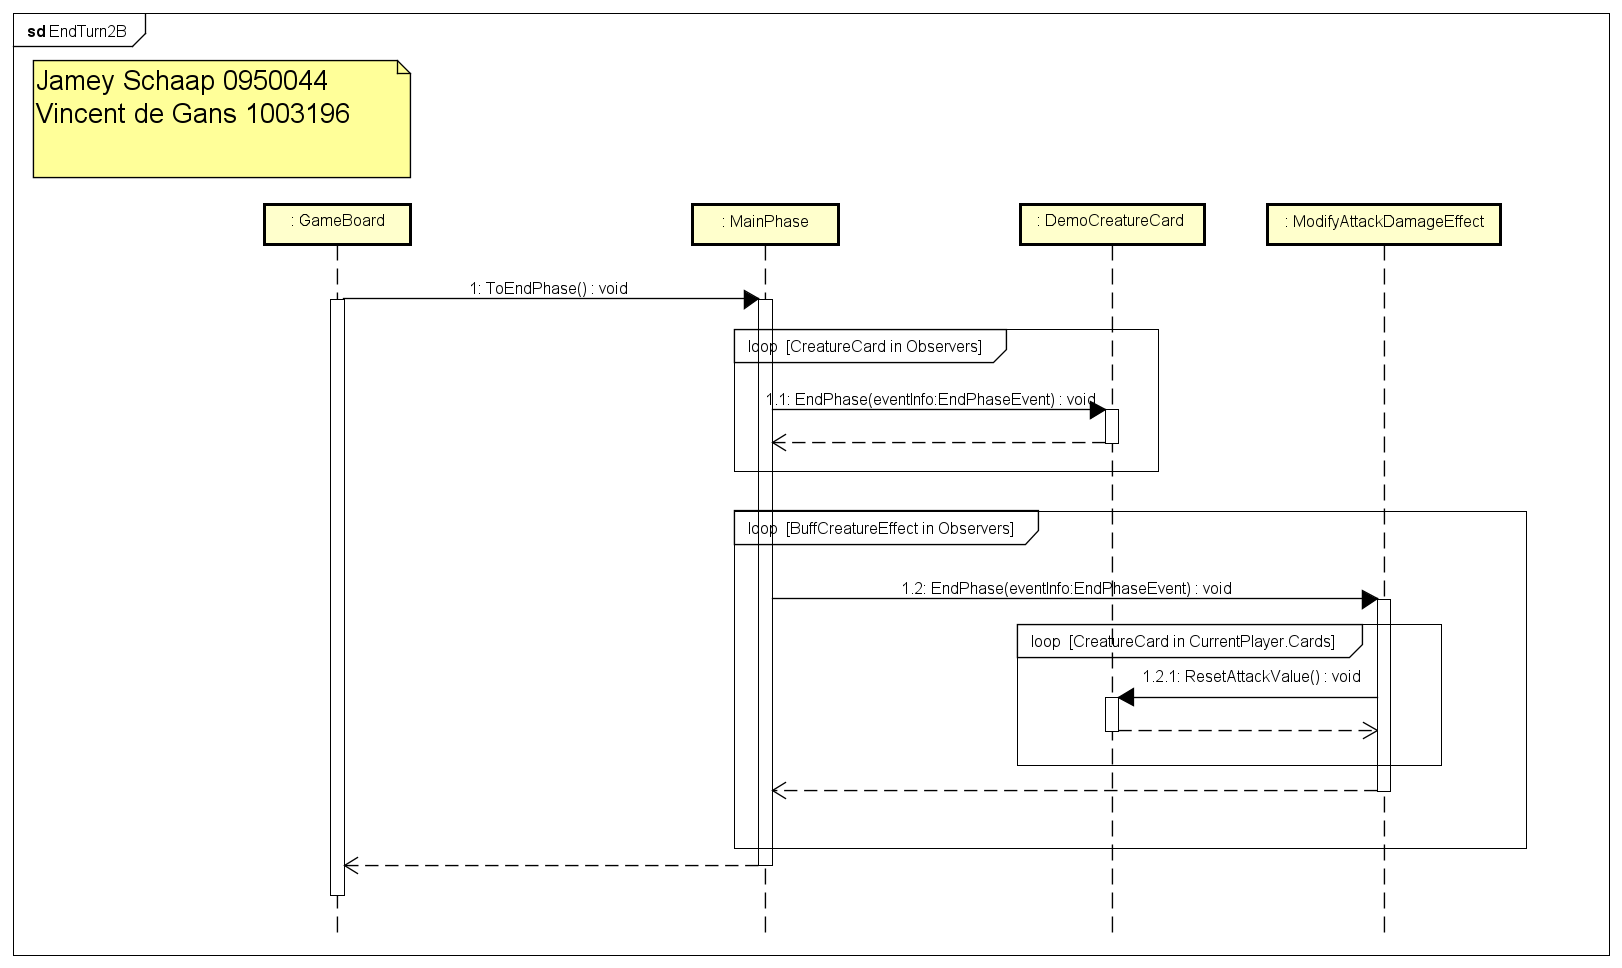 sd EndTurn2B
Jamey Schaap 0950044
Vincent de Gans 1003196
: GameBoard
: MainPhase
: DemoCreatureCard
: ModifyAttackDamageEffect
1: ToEndPhase() : void
loop [CreatureCard in Observers]
1.1: EndPhase(eventInfo:EndPhaseEvent) : void
loop [BuffCreatureEffect in Observers]
1.2: EndPhase(eventInfo:EndPhaseEvent) : void
loop [CreatureCard in CurrentPlayer.Cards]
1.2.1: ResetAttackValue() : void